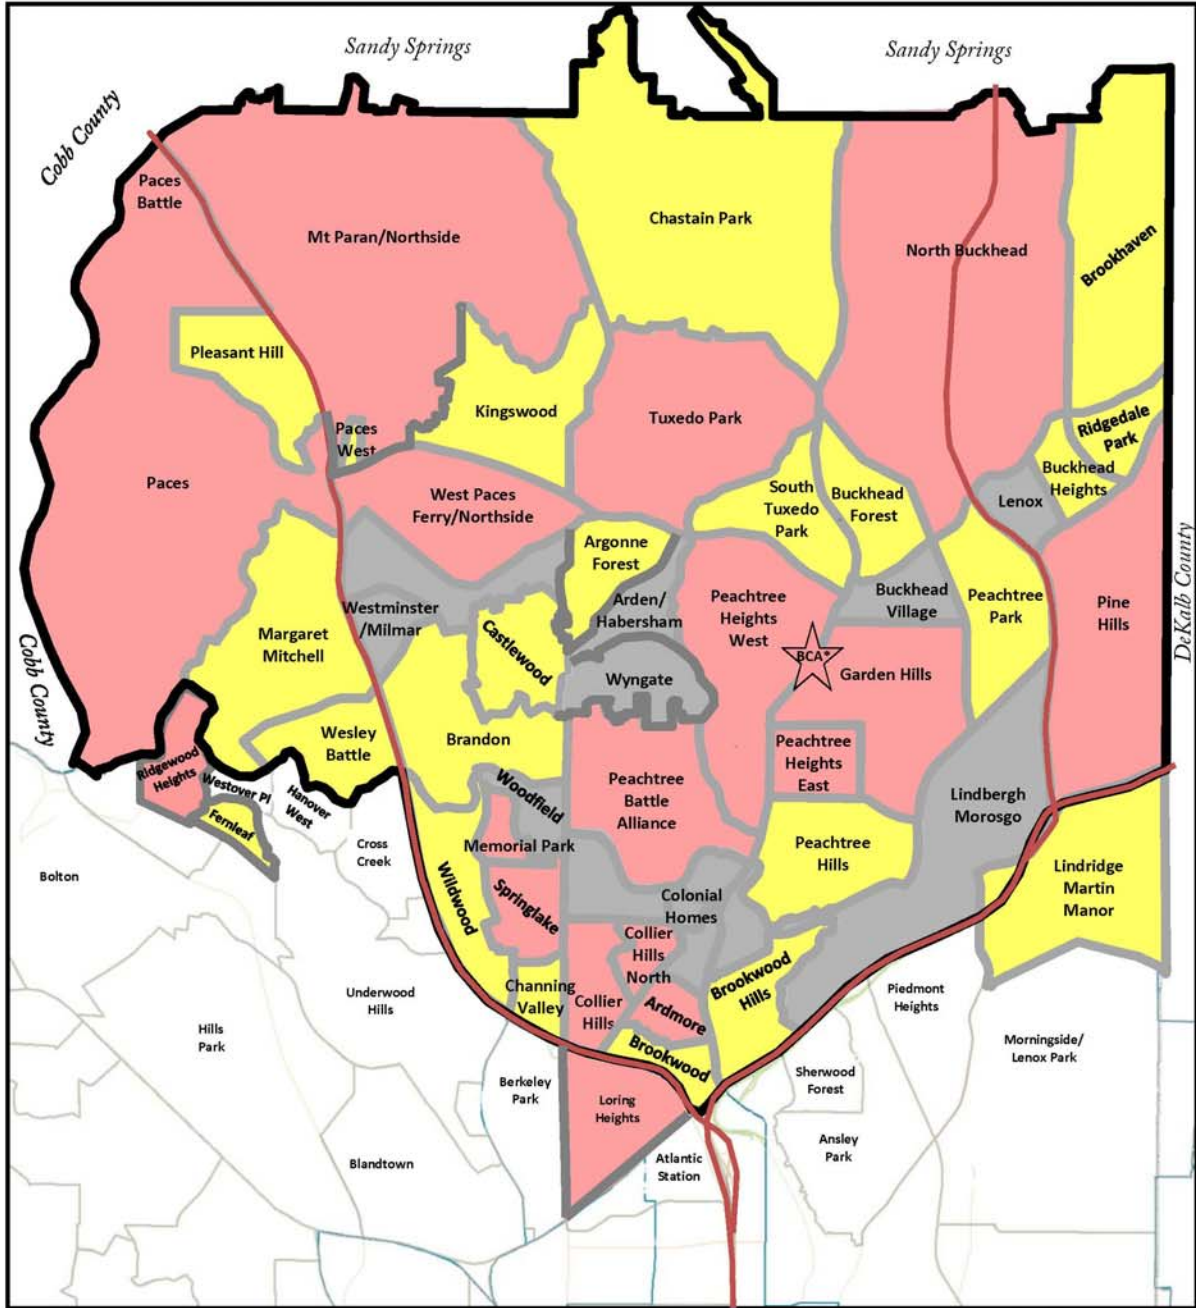 Sandy Springs
Sandy Springs
Cobb County
Paces
Battle
Mt Paran/Northside
Chastain Park
North Buckhead
Brookhaven
Pleasant Hill
Kingswood
Tuxedo Park
Ridgedale
Park
Paces
West
Buckhead
Heights
Paces
West Paces
Ferry/Northside
South
Tuxedo
Park
Buckhead
Forest
Lenox
Argonne
Forest
DeKalb County
Westminster
/Milmar
Arden/
Habersham
Peachtree
Heights
West
Buckhead
Village
Peachtree
Park
Pine
Hills
Margaret
Mitchell
Castlewood
BCA*
Garden Hills
Cobb County
Wyngate
Wesley
Battle
Brandon
Peachtree
Heights
East
Ridgewood
Heights
Westover Pl
Hanover
West
Woodfield
Peachtree
Battle
Alliance
Lindbergh
Morosgo
Fernleaf
Cross
Creek
Memorial Park
Peachtree
Hills
Bolton
Wildwood
Springlake
Colonial
Homes
Lindridge
Martin
Manor
Collier
Hills
North
Channing
Valley
Collier
Hills
Ardmore
Brookwood
Hills
Underwood
Hills
Piedmont
Heights
Hills
Park
Brookwood
Morningside/
Lenox Park
Berkeley
Park
Loring
Heights
Sherwood
Forest
Blandtown
Atlantic
Station
Ansley
Park